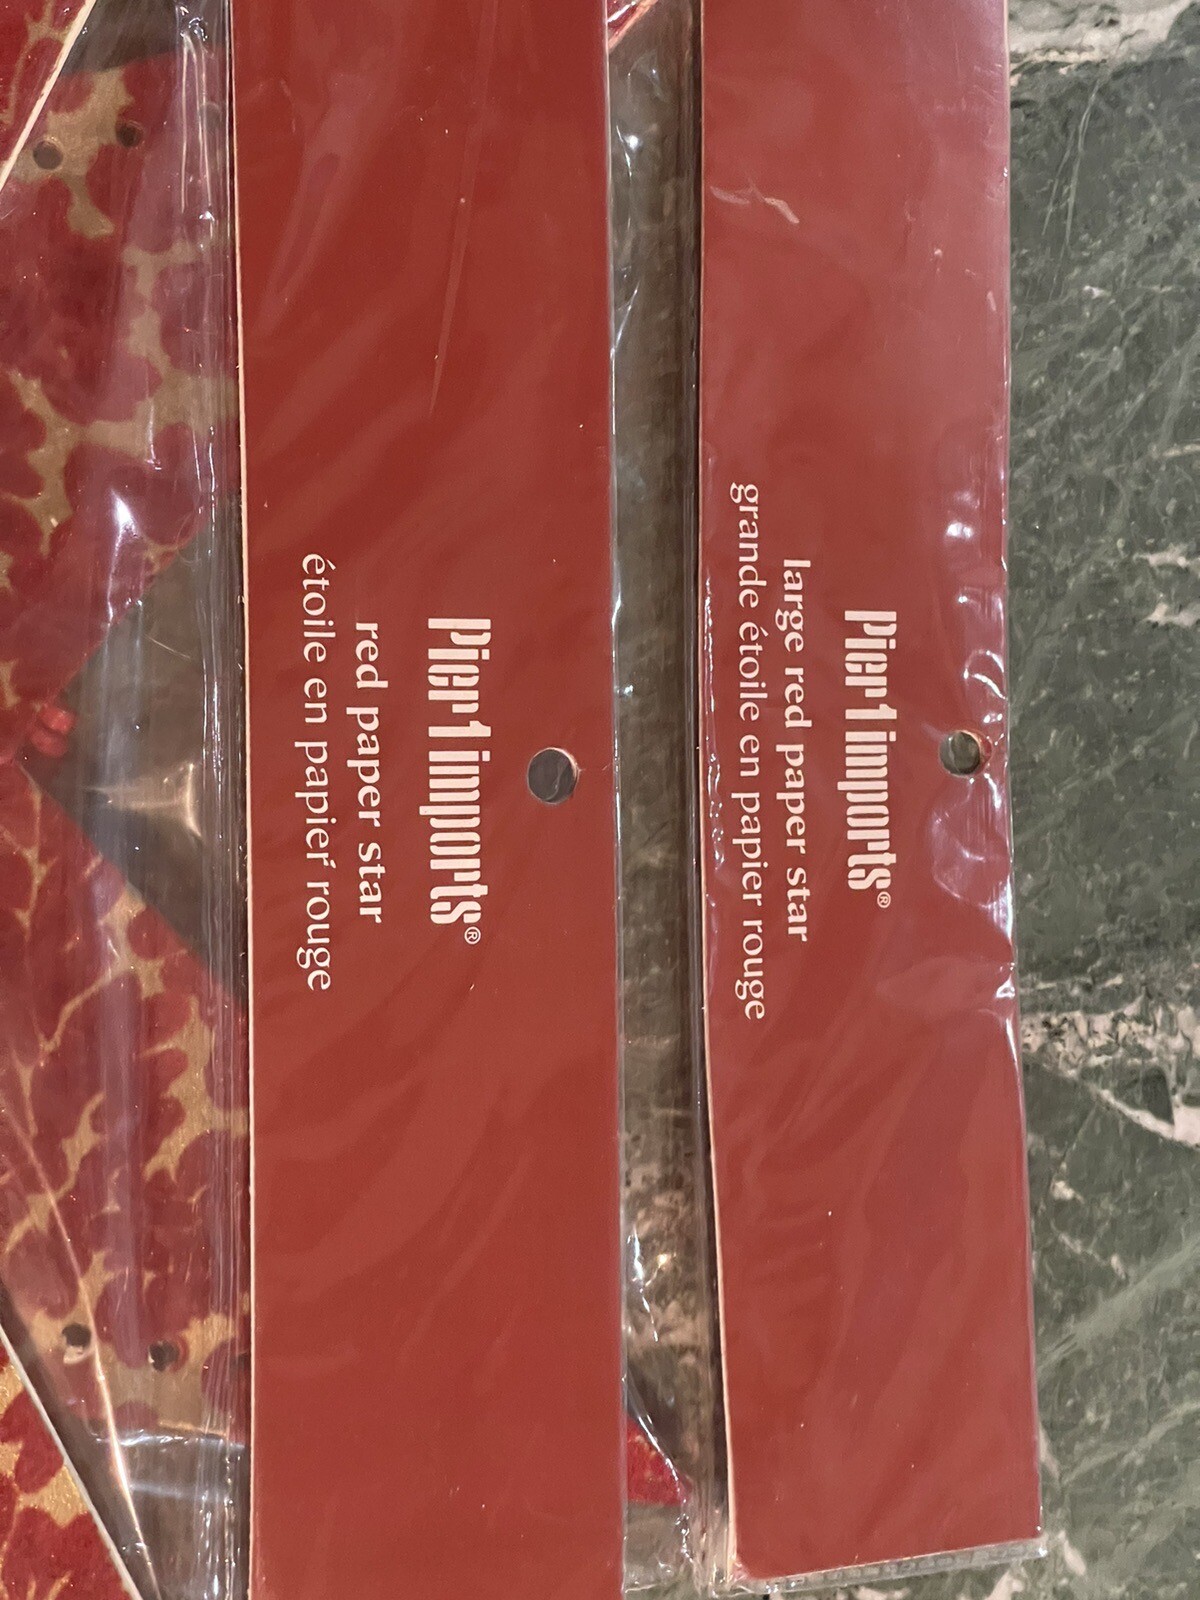 Pier 1 imports®
large red paper star
grande étoile en papier rouge
Pier 1 imports®
red paper star
étoile en papier rouge